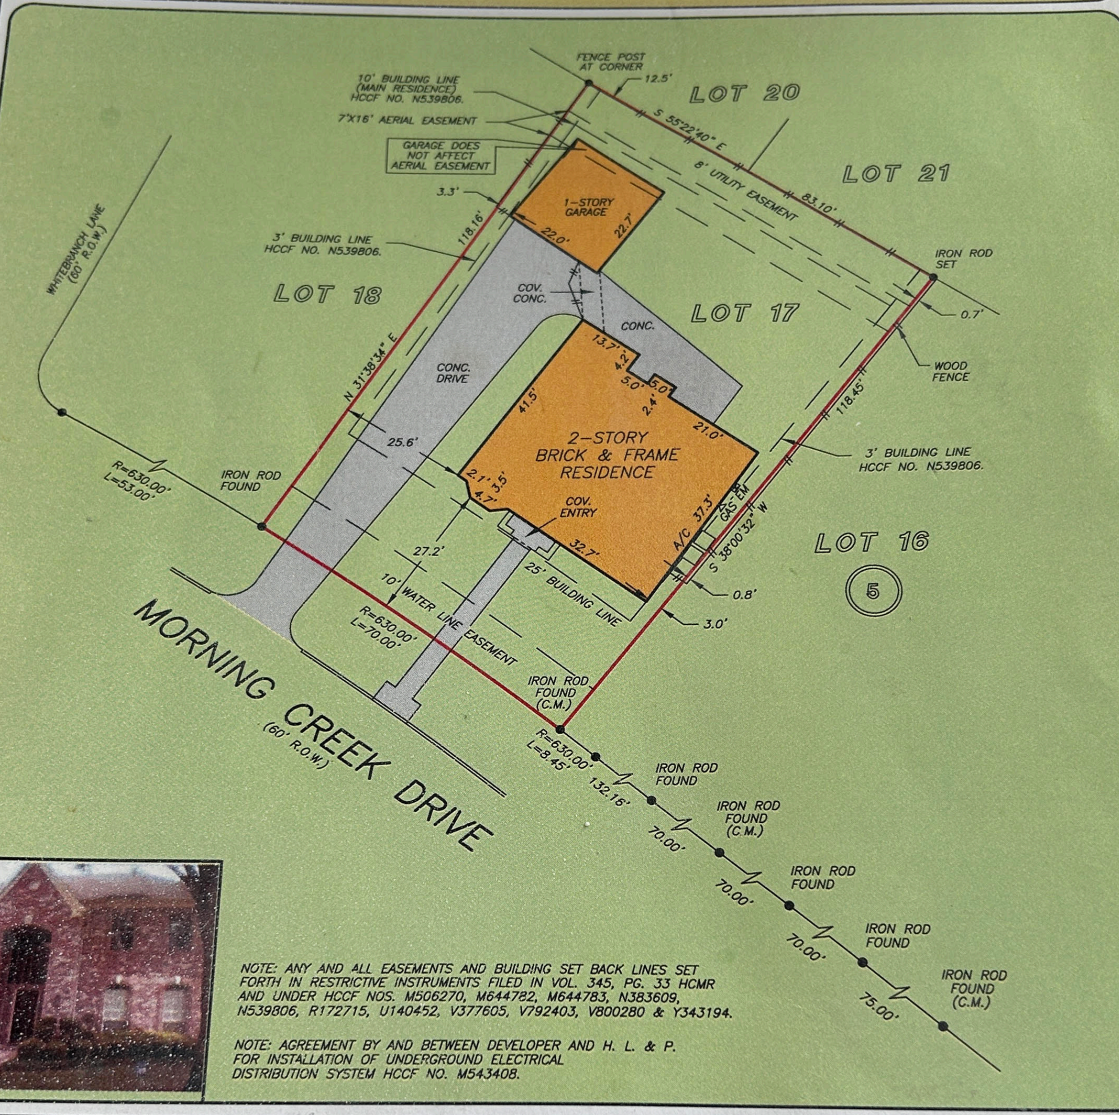 FENCE POST
AT CORNER
12.5'
LOT 20
10' BUILDING LINE
(MAIN RESIDENCE)
HCCF NO. N539806.
7'X16' AERIAL EASEMENT
GARAGE DOES
NOT AFFECT
AERIAL EASEMENT
S 55°22'40" E
83.10'
8' UTILITY EASEMENT
LOT 21
3.3'
1-STORY
GARAGE
22.0'
22.7'
118.16'
N 31°38'34" E
3' BUILDING LINE
HCCF NO. N539806.
WHITEBRANCH LANE
(60' R.O.W.)
LOT 18
IRON ROD
SET
0.7'
COV.
CONC.
CONC.
LOT 17
WOOD
FENCE
118.45'
CONC.
DRIVE
13.7'
4.2'
5.0'
5.0'
2.4'
21.0'
41.5'
25.6'
2-STORY
BRICK & FRAME
RESIDENCE
3' BUILDING LINE
HCCF NO. N539806.
2.1'
3.5'
4.7'
COV.
ENTRY
37.3'
A/C
GAS
EM
S 38°00'32" W
32.7'
LOT 16
5
R=630.00'
L=53.00'
IRON ROD
FOUND
27.2'
25' BUILDING LINE
0.8'
3.0'
10' WATER LINE EASEMENT
R=630.00'
L=70.00'
MORNING CREEK DRIVE
(60' R.O.W.)
IRON ROD
FOUND
(C.M.)
R=630.00'
L=8.45'
132.16'
IRON ROD
FOUND
70.00'
IRON ROD
FOUND
(C.M.)
70.00'
IRON ROD
FOUND
70.00'
IRON ROD
FOUND
75.00'
IRON ROD
FOUND
(C.M.)
NOTE: ANY AND ALL EASEMENTS AND BUILDING SET BACK LINES SET
FORTH IN RESTRICTIVE INSTRUMENTS FILED IN VOL. 345, PG. 33 HCMR
AND UNDER HCCF NOS. M506270, M644782, M644783, N383609,
N539806, R172715, U140452, V377605, V792403, V800280 & Y343194.
NOTE: AGREEMENT BY AND BETWEEN DEVELOPER AND H. L. & P.
FOR INSTALLATION OF UNDERGROUND ELECTRICAL
DISTRIBUTION SYSTEM HCCF NO. M543408.